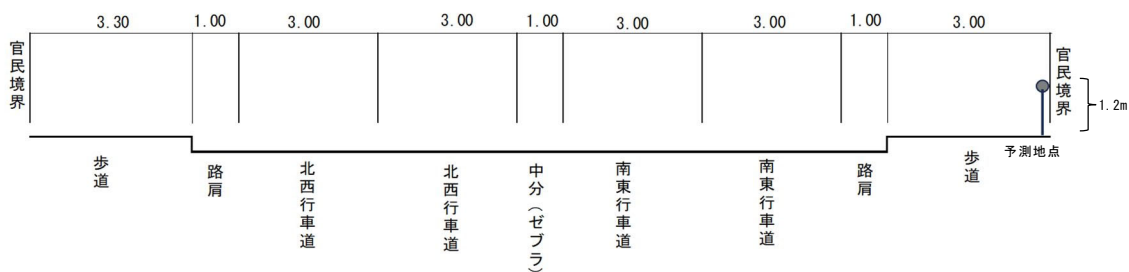 3.30 1.00 3.00 3.00 1.00 3.00 3.00 1.00 3.00
官民境界
官民境界
1.2m
予測地点
歩道
路肩
北西行車道
北西行車道
中分（ゼブラ）
南東行車道
南東行車道
路肩
歩道